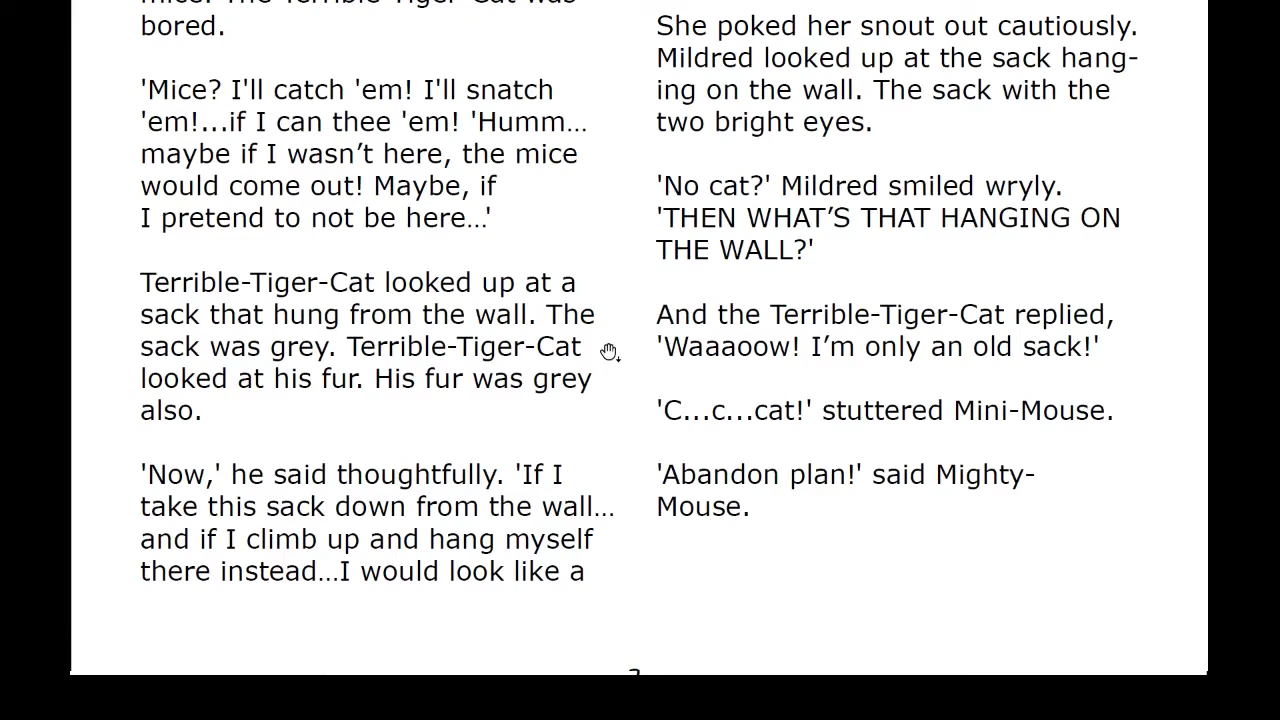 bored.
'Mice? I'll catch 'em! I'll snatch
'em!...if I can thee 'em! 'Humm…
maybe if I wasn’t here, the mice
would come out! Maybe, if
I pretend to not be here…'
Terrible-Tiger-Cat looked up at a
sack that hung from the wall. The
sack was grey. Terrible-Tiger-Cat
looked at his fur. His fur was grey
also.
'Now,' he said thoughtfully. 'If I
take this sack down from the wall…
and if I climb up and hang myself
there instead…I would look like a
She poked her snout out cautiously.
Mildred looked up at the sack hang-
ing on the wall. The sack with the
two bright eyes.
'No cat?' Mildred smiled wryly.
'THEN WHAT’S THAT HANGING ON
THE WALL?'
And the Terrible-Tiger-Cat replied,
'Waaaoow! I’m only an old sack!'
'C...c...cat!' stuttered Mini-Mouse.
'Abandon plan!' said Mighty-
Mouse.